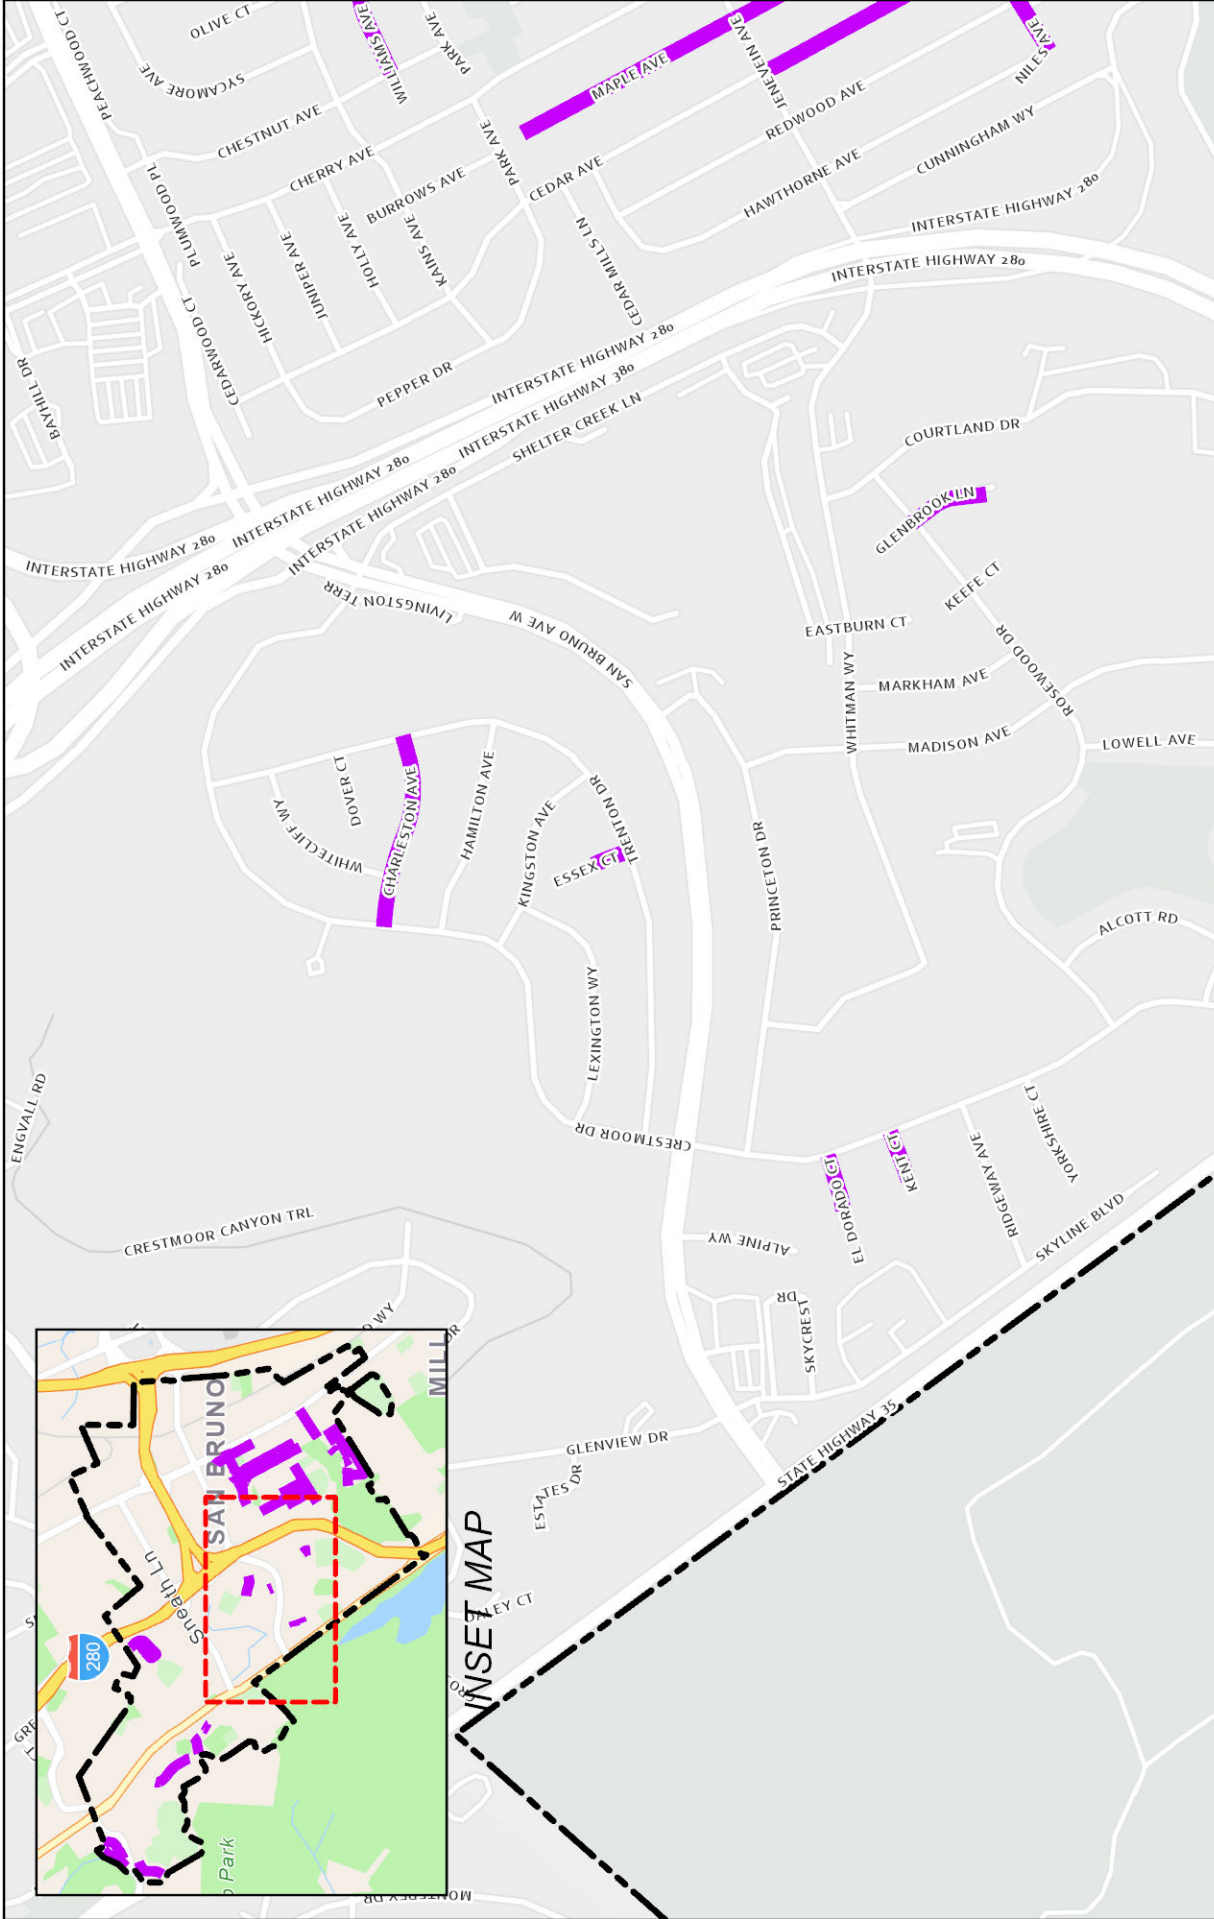 PEACHWOOD CT
OLIVE CT
SYCAMORE AVE
WILLIAMS AVE
PARK AVE
CHESTNUT AVE
MAPLE AVE
JENEVEIN AVE
NILES AVE
PLUMWOOD PL
CHERRY AVE
BURROWS AVE
PARK AVE
CEDAR AVE
REDWOOD AVE
HAWTHORNE AVE
CUNNINGHAM WY
INTERSTATE HIGHWAY 280
INTERSTATE HIGHWAY 280
HICKORY AVE
JUNIPER AVE
HOLLY AVE
KAINS AVE
CEDAR MILLS LN
CEDARWOOD CT
BAYHILL DR
PEPPER DR
INTERSTATE HIGHWAY 280
INTERSTATE HIGHWAY 380
SHELTER CREEK LN
INTERSTATE HIGHWAY 280
INTERSTATE HIGHWAY 280
INTERSTATE HIGHWAY 280
INTERSTATE HIGHWAY 280
COURTLAND DR
GLENBROOK LN
KEEFE CT
EASTBURN CT
LIVINGSTON TERR
SAN BRUNO AVE W
WHITMAN WY
MARKHAM AVE
ROSEWOOD DR
MADISON AVE
LOWELL AVE
DOVER CT
WHITECLIFF WY
CHARLESTON AVE
HAMILTON AVE
KINGSTON AVE
TRENTON DR
ESSEX CT
PRINCETON DR
ALCOTT RD
LEXINGTON WY
ENGVALL RD
CRESTMOOR DR
CRESTMOOR CANYON TRL
EL DORADO CT
KENT CT
RIDGEWAY AVE
YORKSHIRE CT
SKYLINE BLVD
ALPINE WY
SKYCREST DR
GLENVIEW DR
ESTATES DR
STATE HIGHWAY 35
D WY
DR
LEY CT
MONTEREY DR
GRE
CT
SAN BRUNO
MILL
Sneath Ln
280
o Park
INSET MAP